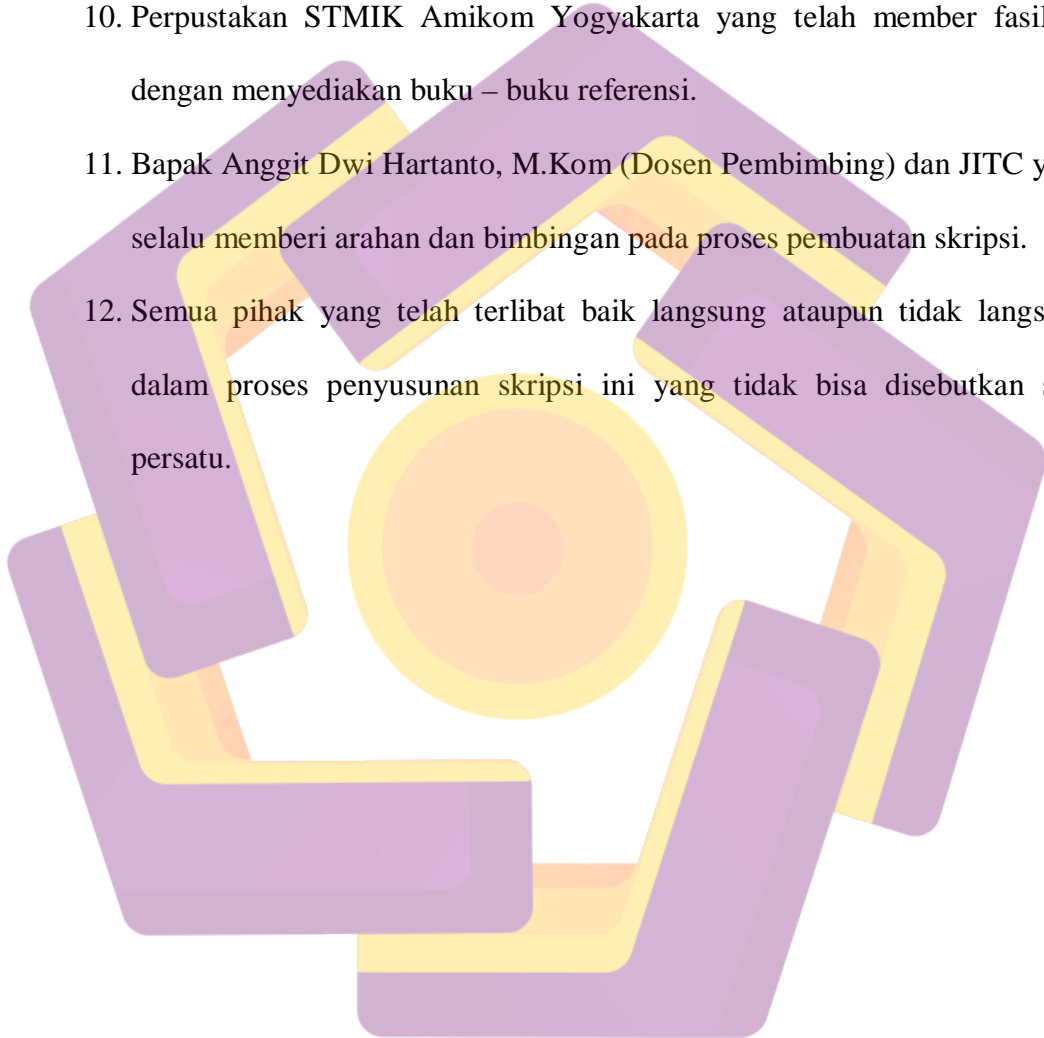 10. Perpustakan STMIK Amikom Yogyakarta yang telah member fasil
dengan menyediakan buku – buku referensi.
11. Bapak Anggit Dwi Hartanto, M.Kom (Dosen Pembimbing) dan JITC y
selalu memberi arahan dan bimbingan pada proses pembuatan skripsi.
12. Semua pihak yang telah terlibat baik langsung ataupun tidak langs
dalam proses penyusunan skripsi ini yang tidak bisa disebutkan s
persatu.